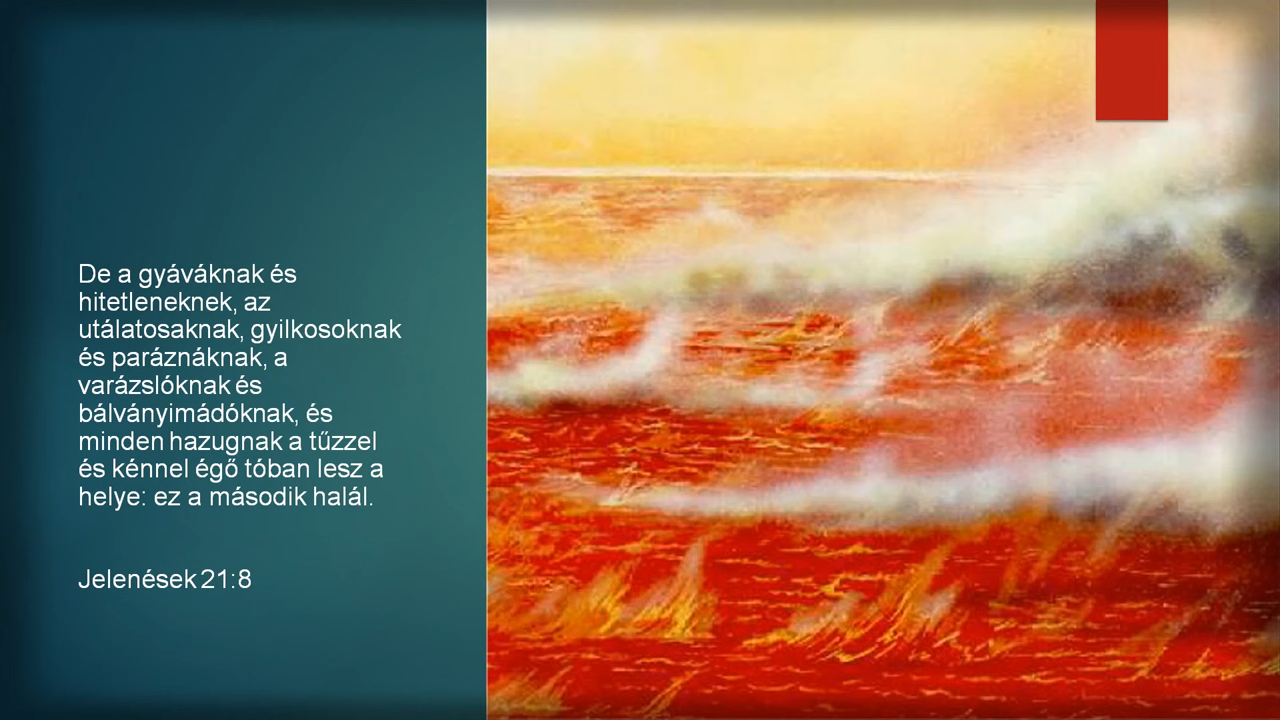 De a gyáváknak és
hitetleneknek, az
utálatosaknak, gyilkosoknak
és paráznáknak, a
varázslóknak és
bálványimádóknak, és
minden hazugnak a tűzzel
és kénnel égő tóban lesz a
helye: ez a második halál.
Jelenések 21:8